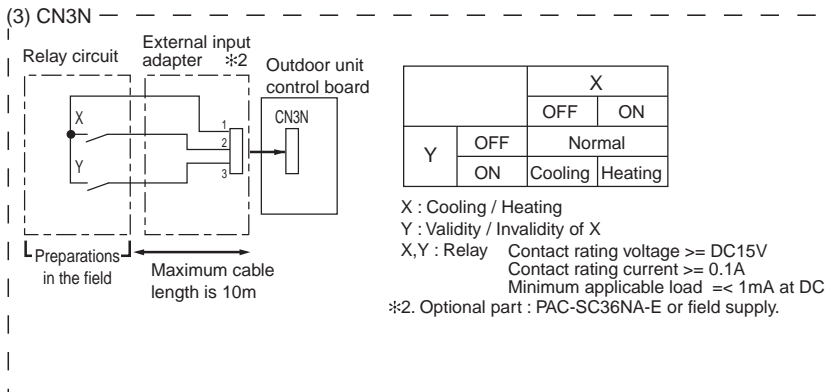 (3) CN3N
Relay circuit
External input
adapter ✻2
Outdoor unit
control board
X
Y
1
2
3
CN3N
Preparations
in the field
Maximum cable
length is 10m
X
OFF ON
Y OFF Normal
ON Cooling Heating
X : Cooling / Heating
Y : Validity / Invalidity of X
X,Y : Relay Contact rating voltage >= DC15V
Contact rating current >= 0.1A
Minimum applicable load =< 1mA at DC
✻2. Optional part : PAC-SC36NA-E or field supply.